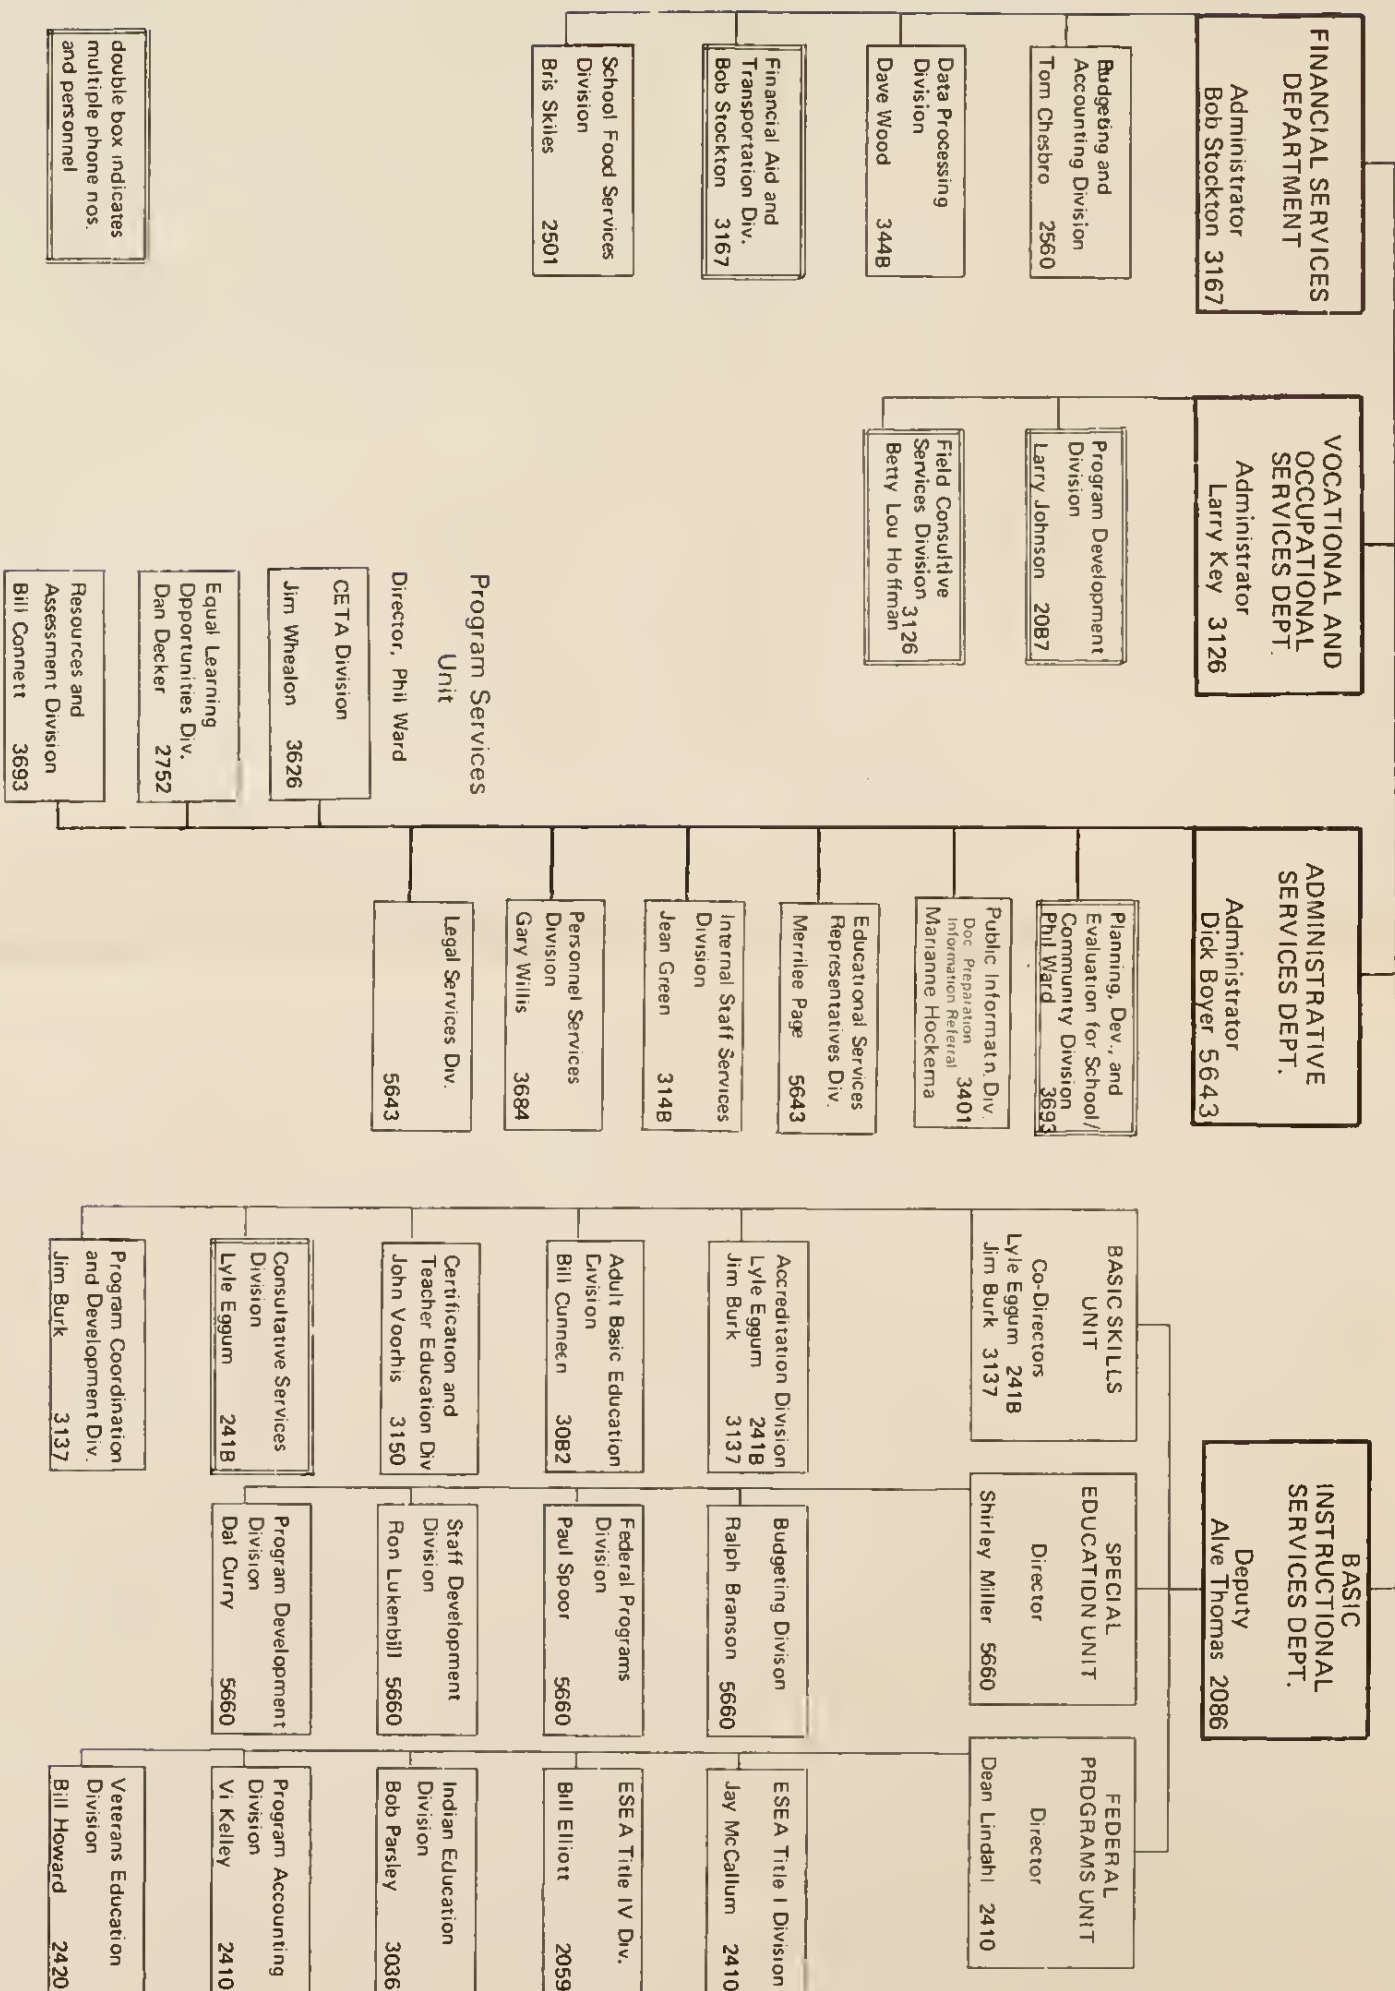 FINANCIAL SERVICES
DEPARTMENT
Administrator
Bob Stockton 3167
Budgeting and
Accounting Division
Tom Chesbro 2560
Data Processing
Division
Dave Wood 344B
Financial Aid and
Transportation Div.
Bob Stockton 3167
School Food Services
Division
Bris Skiles 2501
double box indicates
multiple phone nos.
and personnel
VOCATIONAL AND
OCCUPATIONAL
SERVICES DEPT.
Administrator
Larry Key 3126
Program Development
Division
Larry Johnson 20B7
Field Consultive
Services Division 3126
Betty Lou Hoffman
ADMINISTRATIVE
SERVICES DEPT.
Administrator
Dick Boyer 5643
Planning, Dev., and
Evaluation for School/
Community Division
Phil Ward 3693
Public Informatn. Div.
Doc Preparation
Information Referral 3401
Marianne Hockema
Educational Services
Representatives Div.
Merrilee Page 5643
Internal Staff Services
Division
Jean Green 314B
Personnel Services
Division
Gary Willis 3684
Legal Services Div.
5643
Program Services
Unit
Director, Phil Ward
CETA Division
Jim Whealon 3626
Equal Learning
Dpportunities Div.
Dan Decker 2752
Resources and
Assessment Division
Bill Connett 3693
BASIC
INSTRUCTIONAL
SERVICES DEPT.
Deputy
Alve Thomas 2086
BASIC SKILLS
UNIT
Co-Directors
Lyle Eggum 241B
Jim Burk 3137
Accreditation Division
Lyle Eggum 241B
Jim Burk 3137
Adult Basic Education
Division
Bill Cunneen 30B2
Certification and
Teacher Education Div
John Voorhis 3150
Consultative Services
Division
Lyle Eggum 241B
Program Coordination
and Development Div.
Jim Burk 3137
SPECIAL
EDUCATION UNIT
Director
Shirley Miller 5660
Budgeting Divison
Ralph Branson 5660
Federal Programs
Division
Paul Spoor 5660
Staff Development
Division
Ron Lukenbill 5660
Program Development
Division
Dal Curry 5660
FEDERAL
PRDGRAMS UNIT
Director
Dean Lindahl 2410
ESEA Title I Division
Jay McCallum 2410
ESEA Title IV Div.
Bill Elliott 2059
Indian Education
Division
Bob Parsley 3036
Program Accounting
Division
Vi Kelley 2410
Veterans Education
Division
Bill Howard 2420